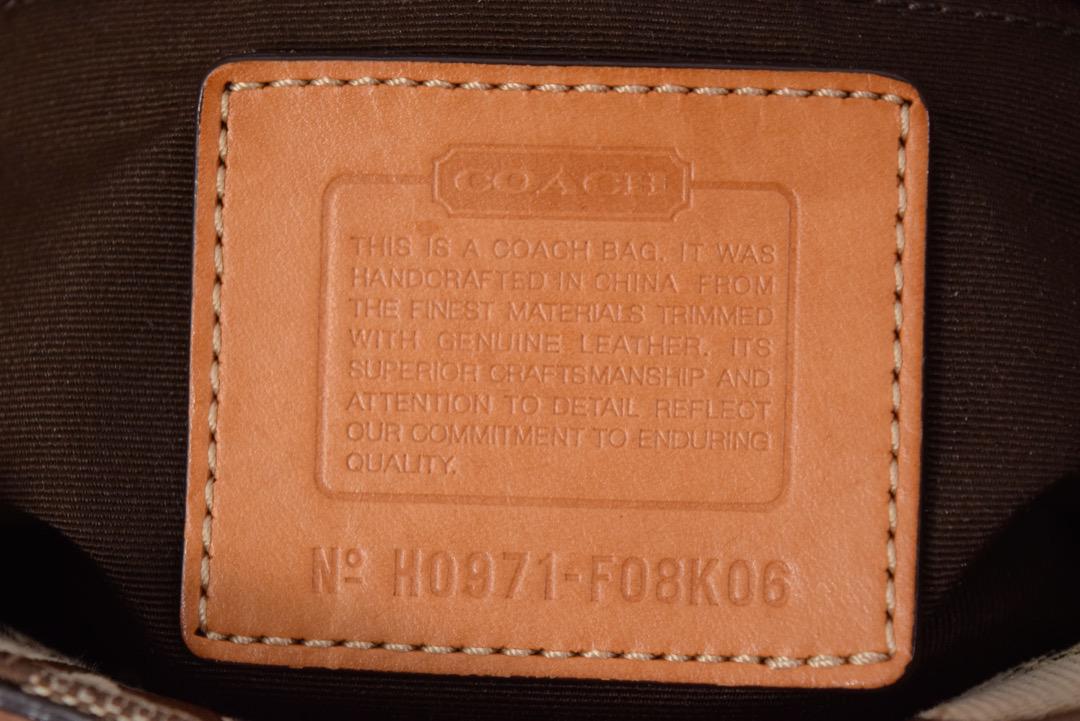 COACH
THIS IS A COACH BAG. IT WAS
HANDCRAFTED IN CHINA FROM
THE FINEST MATERIALS TRIMMED
WITH GENUINE LEATHER. ITS
SUPERIOR CRAFTSMANSHIP AND
ATTENTION TO DETAIL REFLECT
OUR COMMITMENT TO ENDURING
QUALITY.
Nº H0971-F08K06